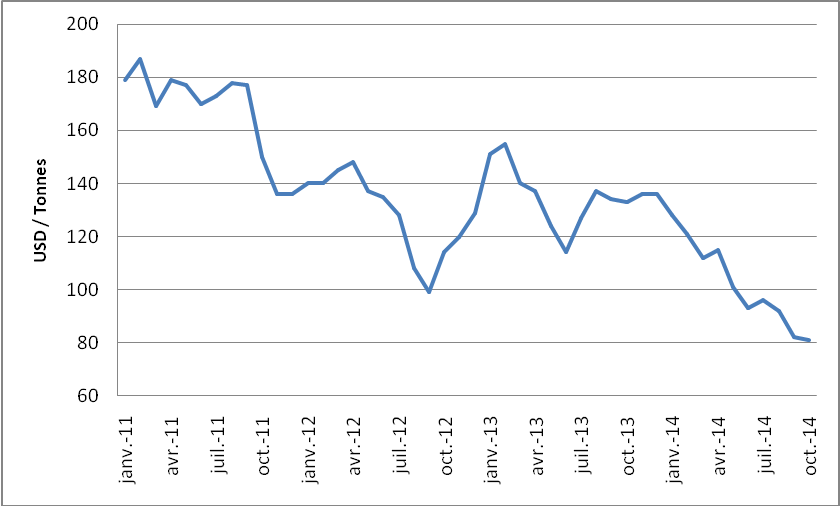 200
180
160
140
120
100
80
60
USD / Tonnes
janv.-11
avr.-11
juil.-11
oct.-11
janv.-12
avr.-12
juil.-12
oct.-12
janv.-13
avr.-13
juil.-13
oct.-13
janv.-14
avr.-14
juil.-14
oct.-14